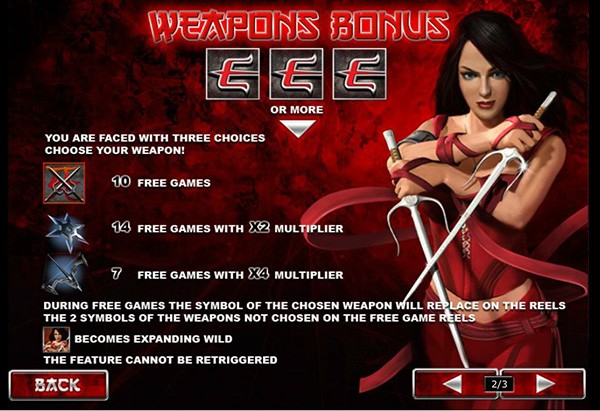 WEAPONS BONUS
E E E
OR MORE
YOU ARE FACED WITH THREE CHOICES
CHOOSE YOUR WEAPON!
10 FREE GAMES
14 FREE GAMES WITH X2 MULTIPLIER
7 FREE GAMES WITH X4 MULTIPLIER
DURING FREE GAMES THE SYMBOL OF THE CHOSEN WEAPON WILL REPLACE ON THE REELS
THE 2 SYMBOLS OF THE WEAPONS NOT CHOSEN ON THE FREE GAME REELS
BECOMES EXPANDING WILD
THE FEATURE CANNOT BE RETRIGGERED
BACK
2/3